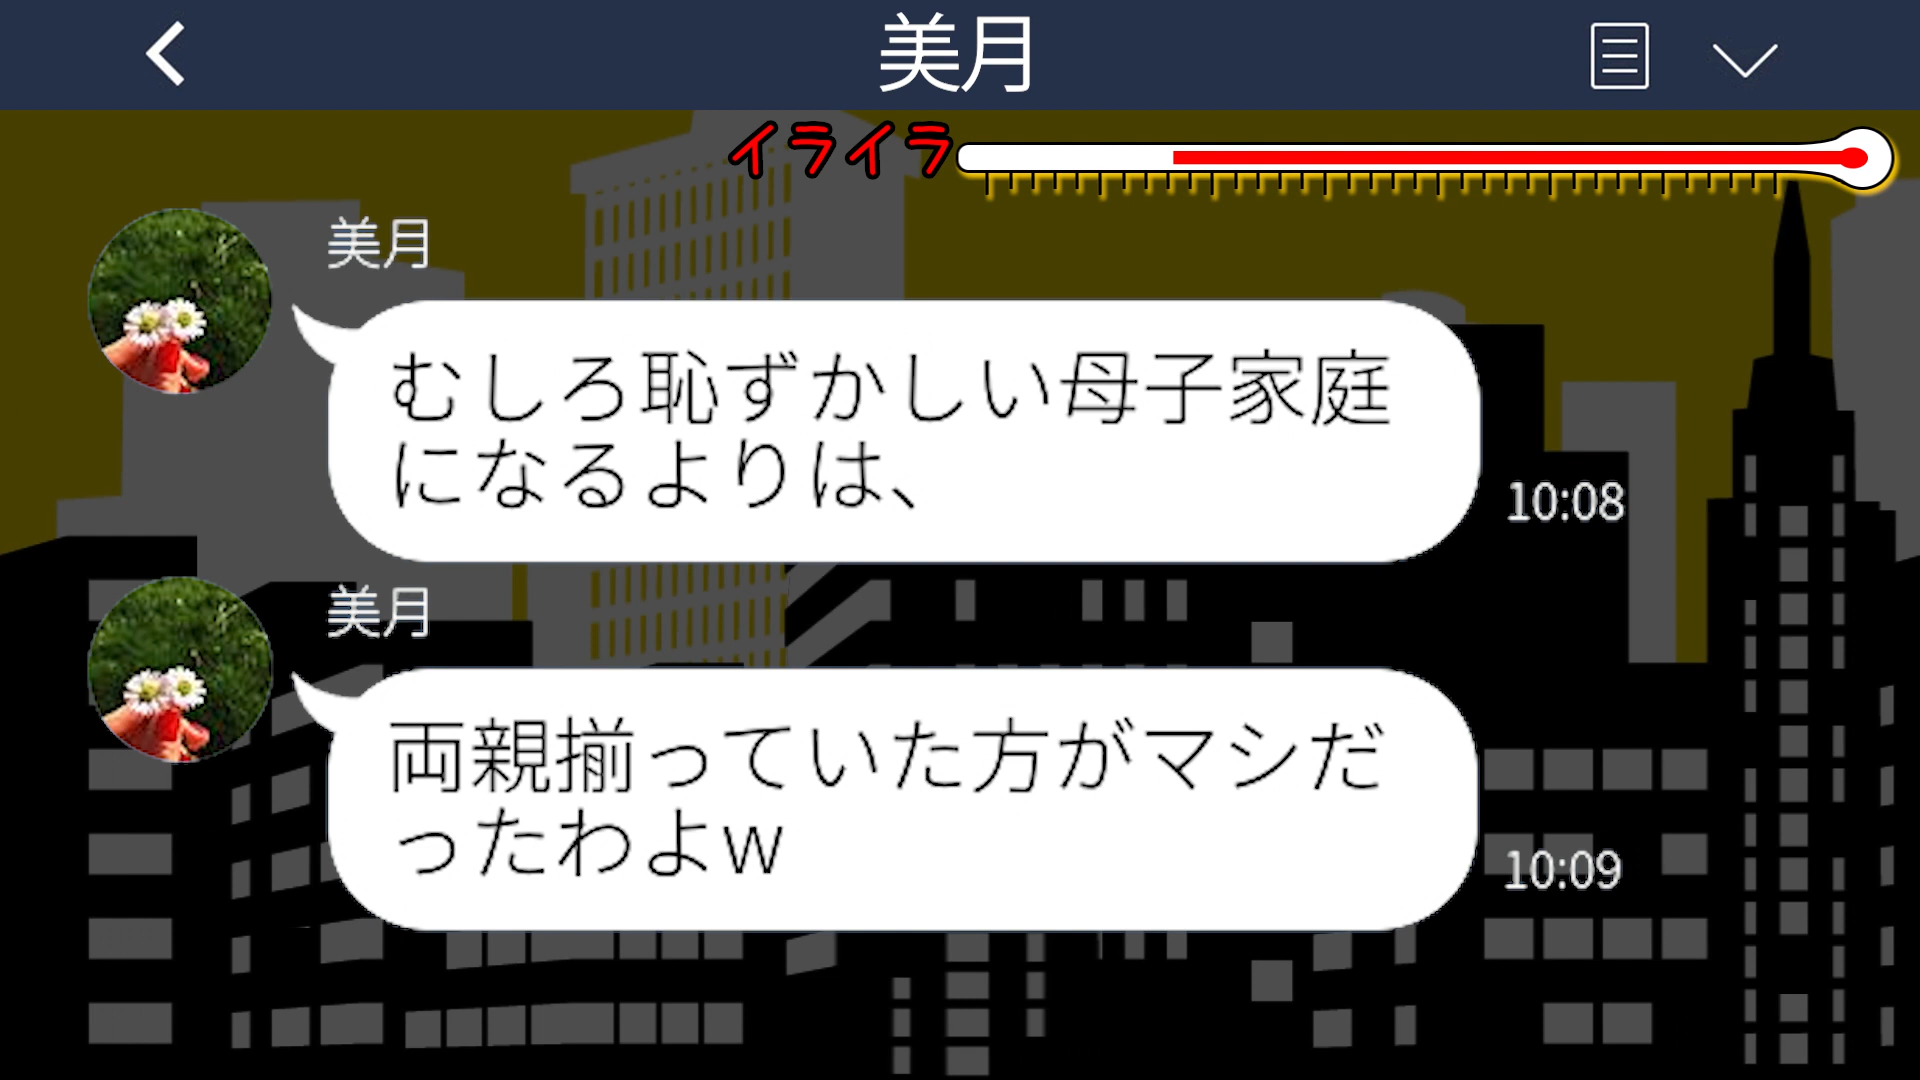 美月
イライラ
美月
むしろ恥ずかしい母子家庭
になるよりは、
10:08
美月
両親揃っていた方がマシだ
ったわよw
10:09